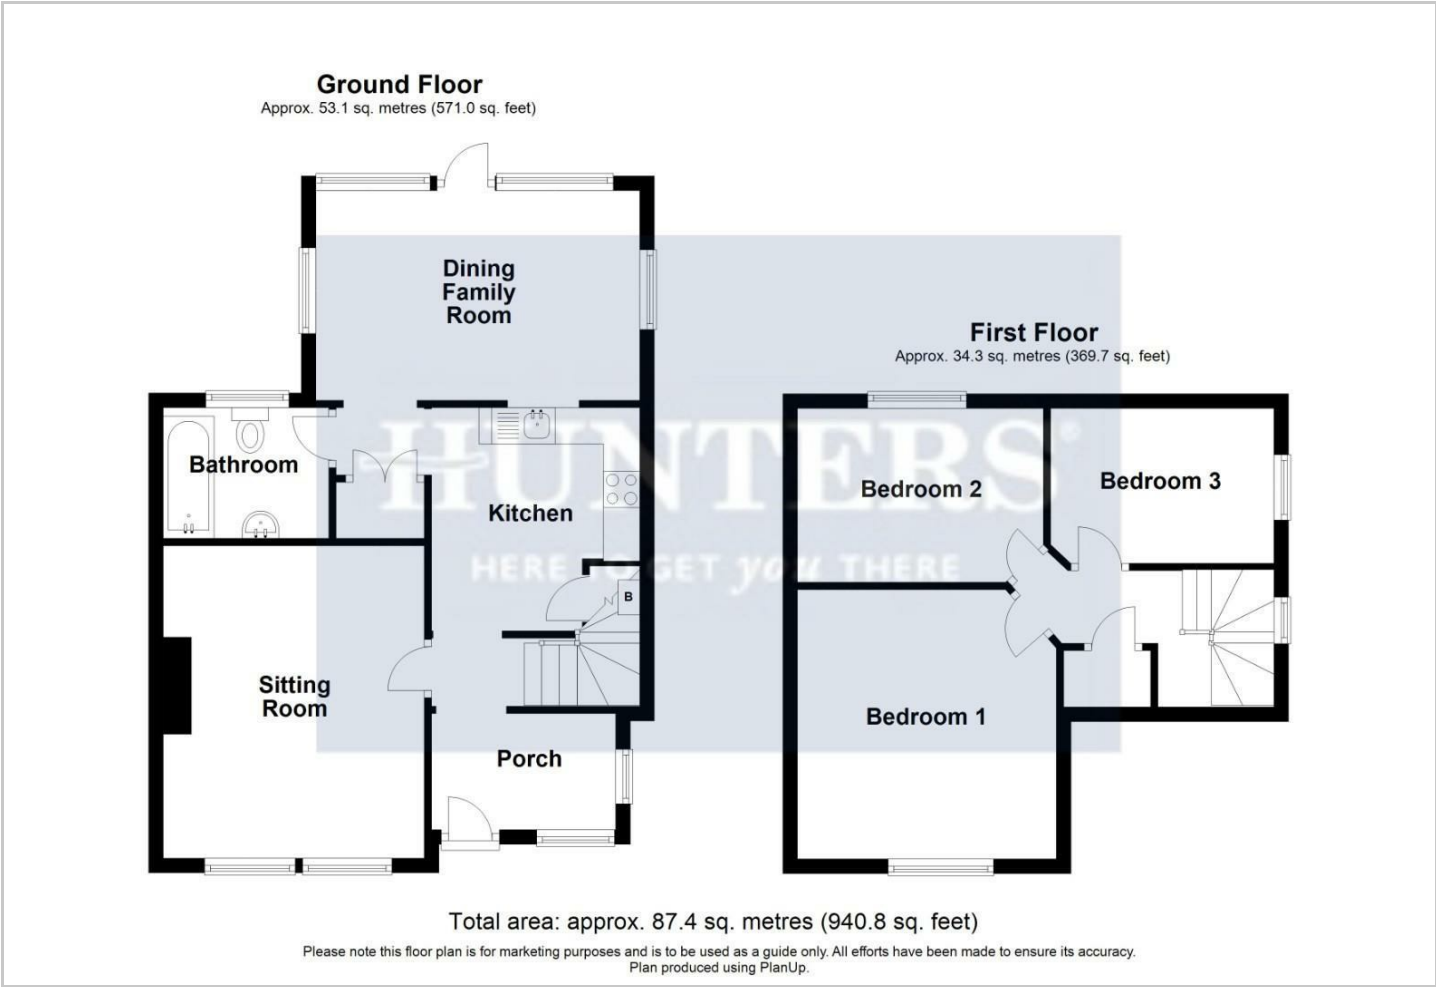 Ground Floor
Approx. 53.1 sq. metres (571.0 sq. feet)
Dining
Family
Room
Bathroom
Kitchen
B
Sitting
Room
Porch
First Floor
Approx. 34.3 sq. metres (369.7 sq. feet)
Bedroom 2
Bedroom 3
Bedroom 1
HUNTERS®
HERE TO GET you THERE
Total area: approx. 87.4 sq. metres (940.8 sq. feet)
Please note this floor plan is for marketing purposes and is to be used as a guide only. All efforts have been made to ensure its accuracy.
Plan produced using PlanUp.